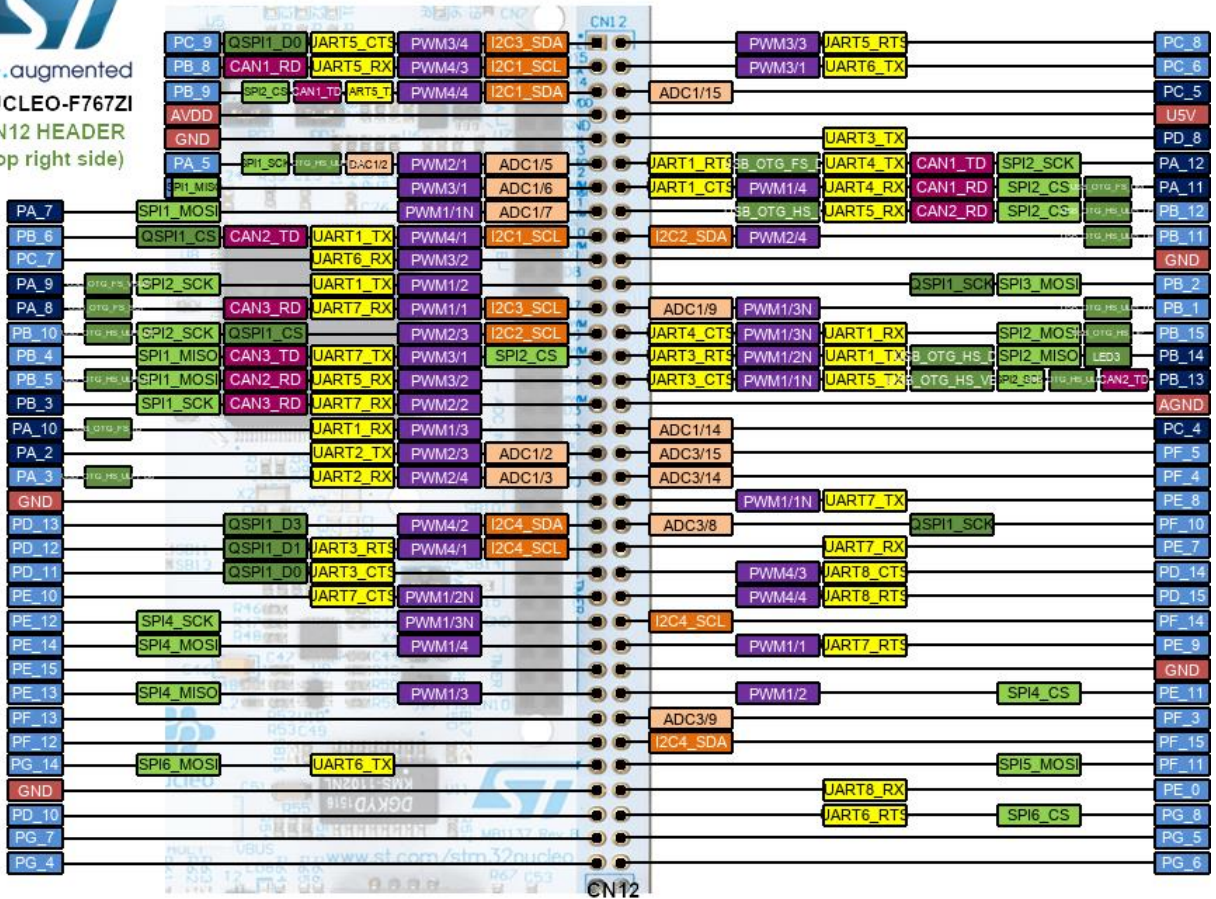 CN12
.augmented
NUCLEO-F767ZI
CN12 HEADER
(top right side)
PC_9 QSPI1_D0 UART5_CTS PWM3/4 I2C3_SDA PWM3/3 UART5_RTS PC_8
PB_8 CAN1_RD UART5_RX PWM4/3 I2C1_SCL PWM3/1 UART6_TX PC_6
PB_9 SPI2_CS CAN1_TD PWM4/4 I2C1_SDA ADC1/15 PC_5
AVDD U5V
GND UART3_TX PD_8
PA_5 SPI1_SCK DAC1/2 PWM2/1 ADC1/5 UART1_RTS UART4_TX CAN1_TD SPI2_SCK PA_12
SPI1_MISO PWM3/1 ADC1/6 UART1_CTS PWM1/4 UART4_RX CAN1_RD SPI2_CS PA_11
PA_7 SPI1_MOSI PWM1/1N ADC1/7 UART5_RX CAN2_RD SPI2_CS PB_12
PB_6 QSPI1_CS CAN2_TD UART1_TX PWM4/1 I2C1_SCL I2C2_SDA PWM2/4 PB_11
PC_7 UART6_RX PWM3/2 GND
PA_9 SPI2_SCK UART1_TX PWM1/2 QSPI1_SCK SPI3_MOSI PB_2
PA_8 CAN3_RD UART7_RX PWM1/1 I2C3_SCL ADC1/9 PWM1/3N PB_1
PB_10 SPI2_SCK QSPI1_CS PWM2/3 I2C2_SCL UART4_CTS PWM1/3N UART1_RX SPI2_MOSI PB_15
PB_4 SPI1_MISO CAN3_TD UART7_TX PWM3/1 SPI2_CS UART3_RTS PWM1/2N UART1_TX SPI2_MISO LED3 PB_14
PB_5 SPI1_MOSI CAN2_RD UART5_RX PWM3/2 UART3_CTS PWM1/1N UART5_TX CAN2_TD PB_13
PB_3 SPI1_SCK CAN3_RD UART7_RX PWM2/2 AGND
PA_10 UART1_RX PWM1/3 ADC1/14 PC_4
PA_2 UART2_TX PWM2/3 ADC1/2 ADC3/15 PF_5
PA_3 UART2_RX PWM2/4 ADC1/3 ADC3/14 PF_4
GND PWM1/1N UART7_TX PE_8
PD_13 QSPI1_D3 PWM4/2 I2C4_SDA ADC3/8 QSPI1_SCK PF_10
PD_12 QSPI1_D1 UART3_RTS PWM4/1 I2C4_SCL UART7_RX PE_7
PD_11 QSPI1_D0 UART3_CTS PWM4/3 UART8_CTS PD_14
PE_10 UART7_CTS PWM1/2N PWM4/4 UART8_RTS PD_15
PE_12 SPI4_SCK PWM1/3N I2C4_SCL PF_14
PE_14 SPI4_MOSI PWM1/4 PWM1/1 UART7_RTS PE_9
PE_15 GND
PE_13 SPI4_MISO PWM1/3 PWM1/2 SPI4_CS PE_11
PF_13 ADC3/9 PF_3
PF_12 I2C4_SDA PF_15
PG_14 SPI6_MOSI UART6_TX SPI5_MOSI PF_11
GND UART8_RX PE_0
PD_10 UART6_RTS SPI6_CS PG_8
PG_7 PG_5
PG_4 PG_6
www.st.com/stm32nucleo
CN12